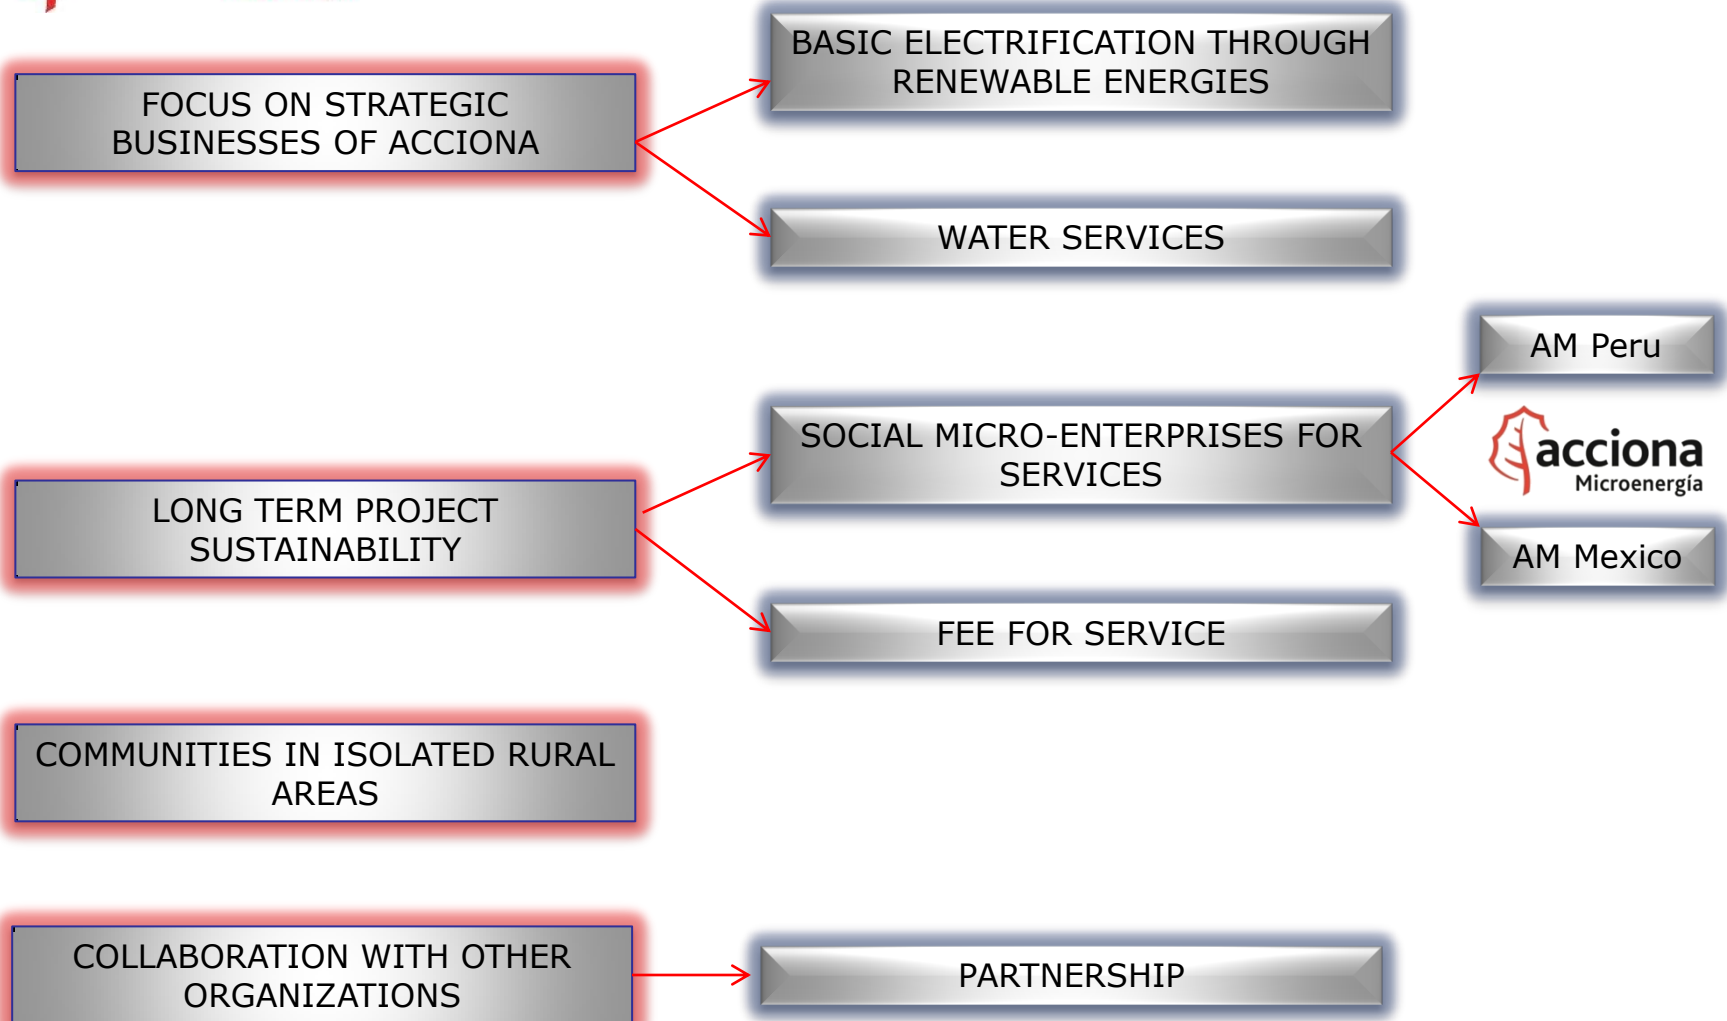 BASIC ELECTRIFICATION THROUGH
RENEWABLE ENERGIES
FOCUS ON STRATEGIC
BUSINESSES OF ACCIONA
WATER SERVICES
AM Peru
SOCIAL MICRO-ENTERPRISES FOR
SERVICES
acciona
Microenergía
LONG TERM PROJECT
SUSTAINABILITY
AM Mexico
FEE FOR SERVICE
COMMUNITIES IN ISOLATED RURAL
AREAS
COLLABORATION WITH OTHER
ORGANIZATIONS
PARTNERSHIP